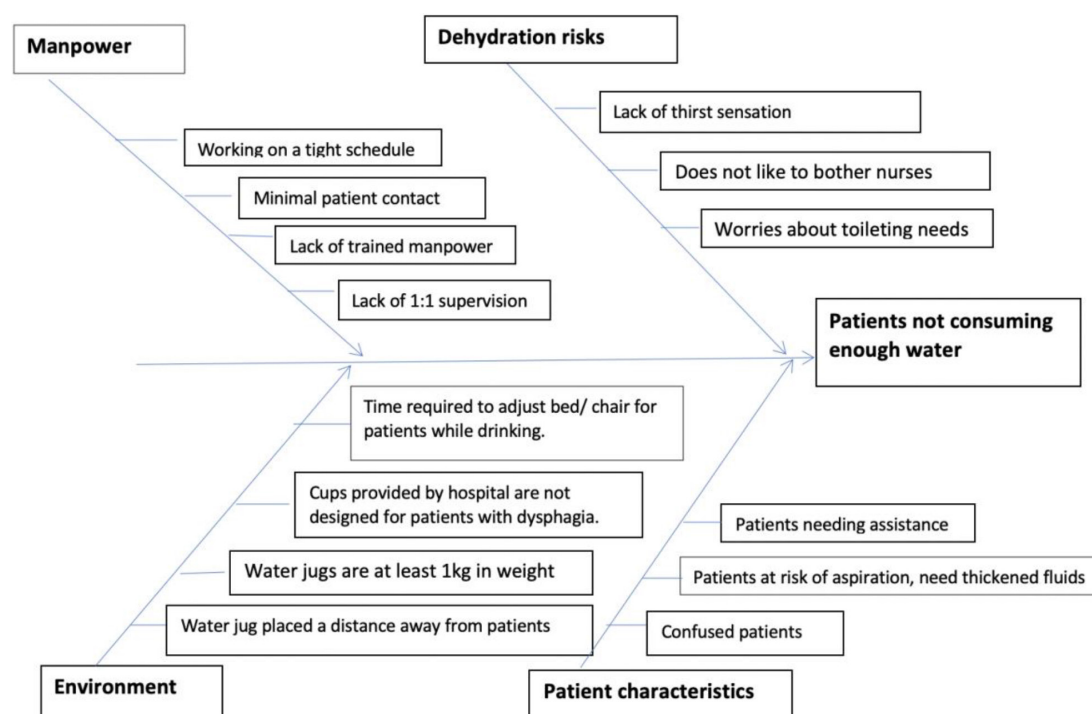 Manpower
Working on a tight schedule
Minimal patient contact
Lack of trained manpower
Lack of 1:1 supervision
Dehydration risks
Lack of thirst sensation
Does not like to bother nurses
Worries about toileting needs
Patients not consuming
enough water
Time required to adjust bed/ chair for
patients while drinking.
Cups provided by hospital are not
designed for patients with dysphagia.
Water jugs are at least 1kg in weight
Water jug placed a distance away from patients
Environment
Patients needing assistance
Patients at risk of aspiration, need thickened fluids
Confused patients
Patient characteristics